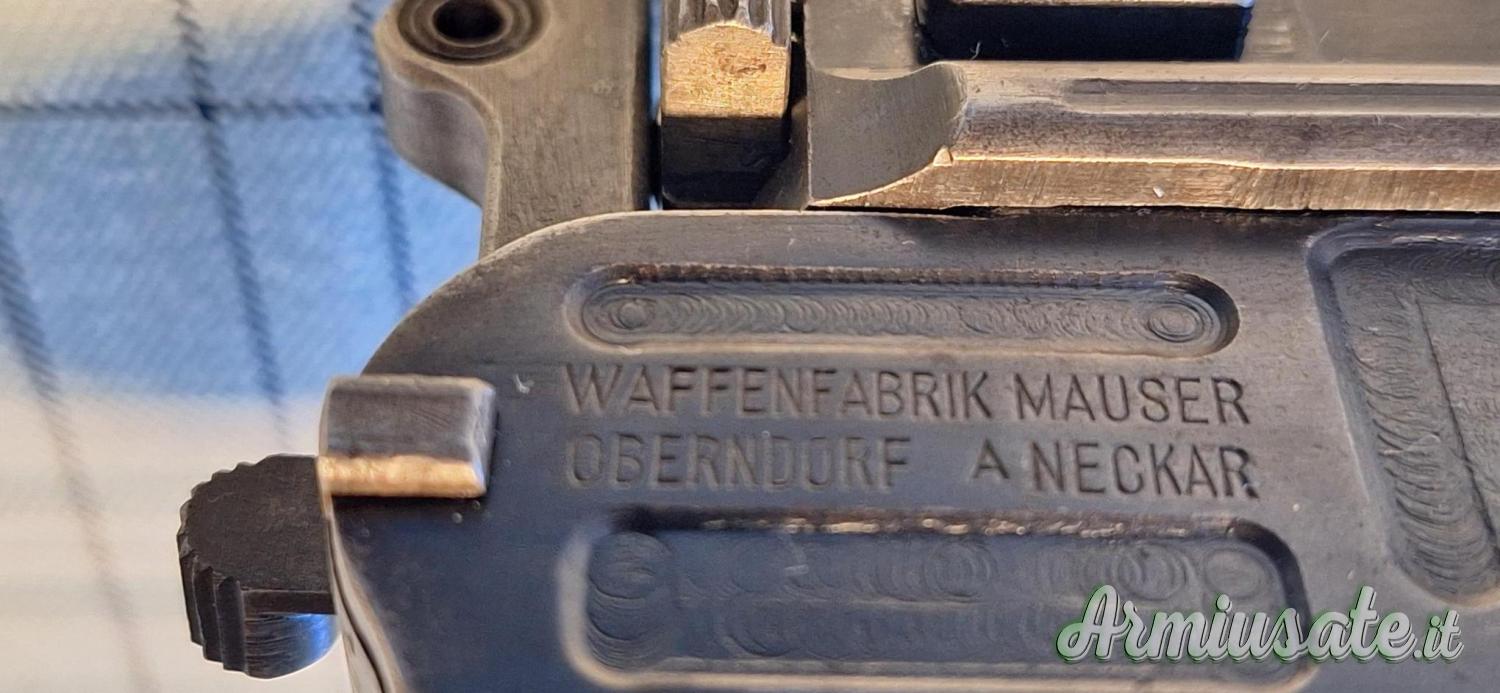 WAFFENFABRIK MAUSER
OBERNDORF A NECKAR
Armiusate.it